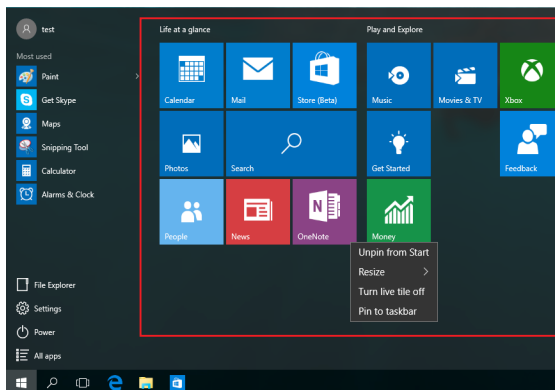 test
Most used
Paint
Get Skype
Maps
Snipping Tool
Calculator
Alarms & Clock
File Explorer
Settings
Power
All apps
Life at a glance
Calendar
Mail
Store (Beta)
Photos
Search
People
News
OneNote
Play and Explore
Music
Movies & TV
Xbox
Get Started
Feedback
Money
Unpin from Start
Resize
Turn live tile off
Pin to taskbar